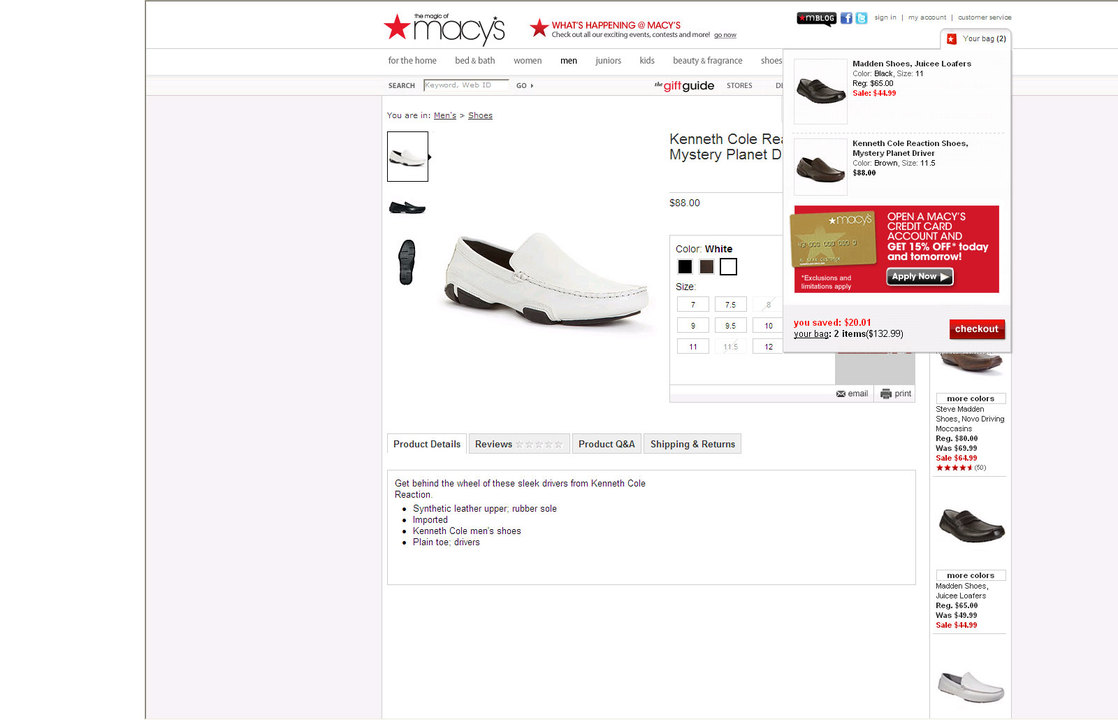 the magic of
macy's
WHAT'S HAPPENING @ MACY'S
Check out all our exciting events, contests and more! go now
mBLOG
sign in | my account | customer service
Your bag (2)
for the home
bed & bath
women
men
juniors
kids
beauty & fragrance
shoes
SEARCH
Keyword, Web ID
GO
the giftguide
STORES
You are in: Men's > Shoes
Kenneth Cole Rea
Mystery Planet D
$88.00
Color: White
Size:
7
7.5
8
9
9.5
10
11
11.5
12
email
print
Madden Shoes, Juicee Loafers
Color: Black, Size: 11
Reg: $65.00
Sale: $44.99
Kenneth Cole Reaction Shoes,
Mystery Planet Driver
Color: Brown, Size: 11.5
$88.00
macy's
OPEN A MACY'S
CREDIT CARD
ACCOUNT AND
GET 15% OFF* today
and tomorrow!
*Exclusions and
limitations apply
Apply Now
you saved: $20.01
your bag: 2 items($132.99)
checkout
more colors
Steve Madden
Shoes, Novo Driving
Moccasins
Reg. $80.00
Was $69.99
Sale $64.99
(50)
more colors
Madden Shoes,
Juicee Loafers
Reg. $65.00
Was $49.99
Sale $44.99
Product Details
Reviews
Product Q&A
Shipping & Returns
Get behind the wheel of these sleek drivers from Kenneth Cole
Reaction.
Synthetic leather upper; rubber sole
Imported
Kenneth Cole men's shoes
Plain toe; drivers